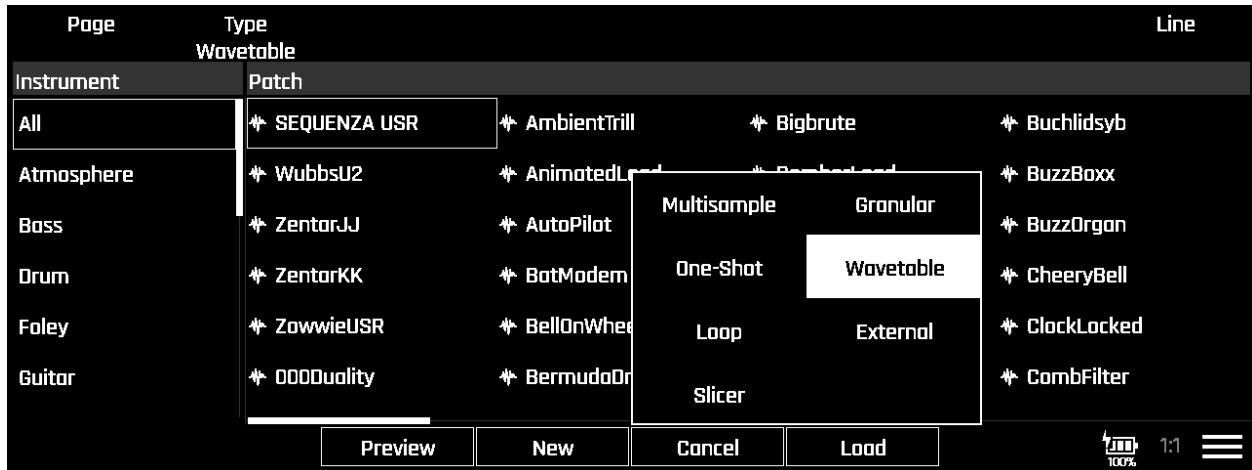 Page Type Line
Wavetable
Instrument Patch
All SEQUENZA USR AmbientTrill Bigbrute Buchlidsyb
Atmosphere WubbsU2 BuzzBoxx
Multisample Granular
Bass ZentarJJ AutoPilot BuzzOrgan
One-Shot Wavetable
Drum ZentarKK BatModem CheeryBell
Foley ZowwieUSR BellOnWhee ClockLocked
Loop External
Guitar 000Duality BermudaDr CombFilter
Slicer
Preview New Cancel Load 1:1
100%